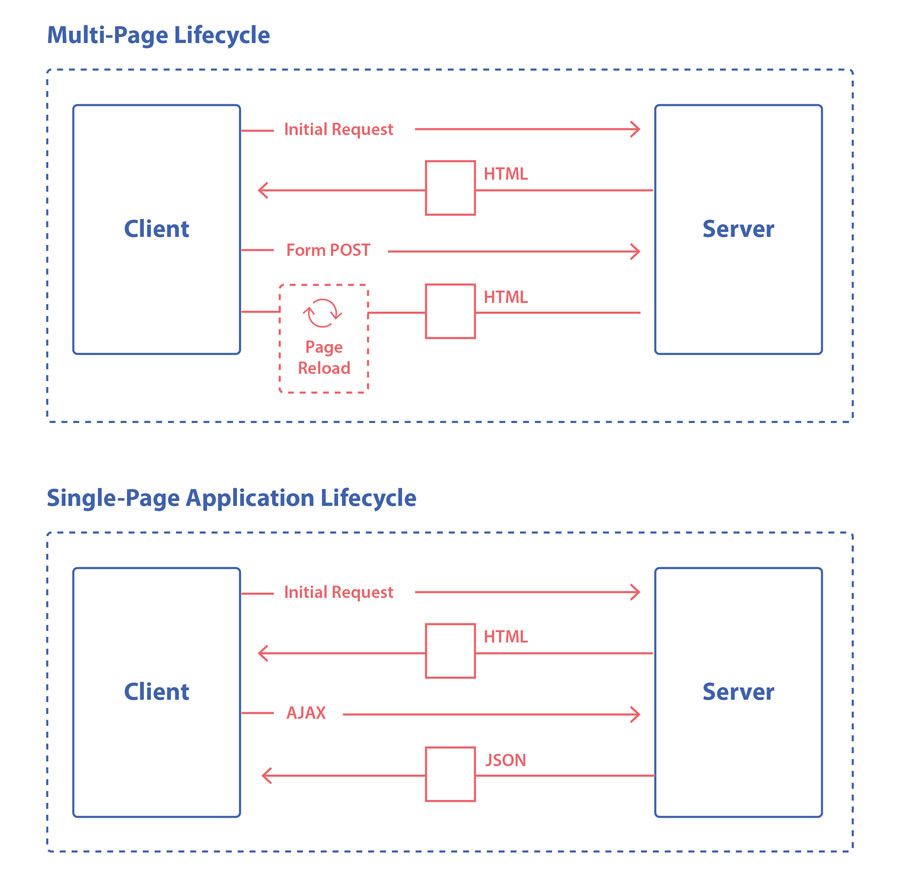 Multi-Page Lifecycle
Initial Request
HTML
Client
Server
Form POST
HTML
Page
Reload
Single-Page Application Lifecycle
Initial Request
HTML
Client
Server
AJAX
JSON